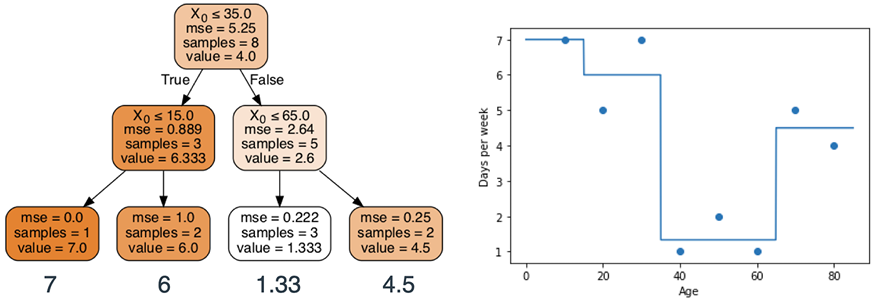 X0 ≤ 35.0
mse = 5.25
samples = 8
value = 4.0
True
False
X0 ≤ 15.0
mse = 0.889
samples = 3
value = 6.333
X0 ≤ 65.0
mse = 2.64
samples = 5
value = 2.6
mse = 0.0
samples = 1
value = 7.0
mse = 1.0
samples = 2
value = 6.0
mse = 0.222
samples = 3
value = 1.333
mse = 0.25
samples = 2
value = 4.5
7
6
1.33
4.5
Days per week
7
6
5
4
3
2
1
0
20
40
60
80
Age